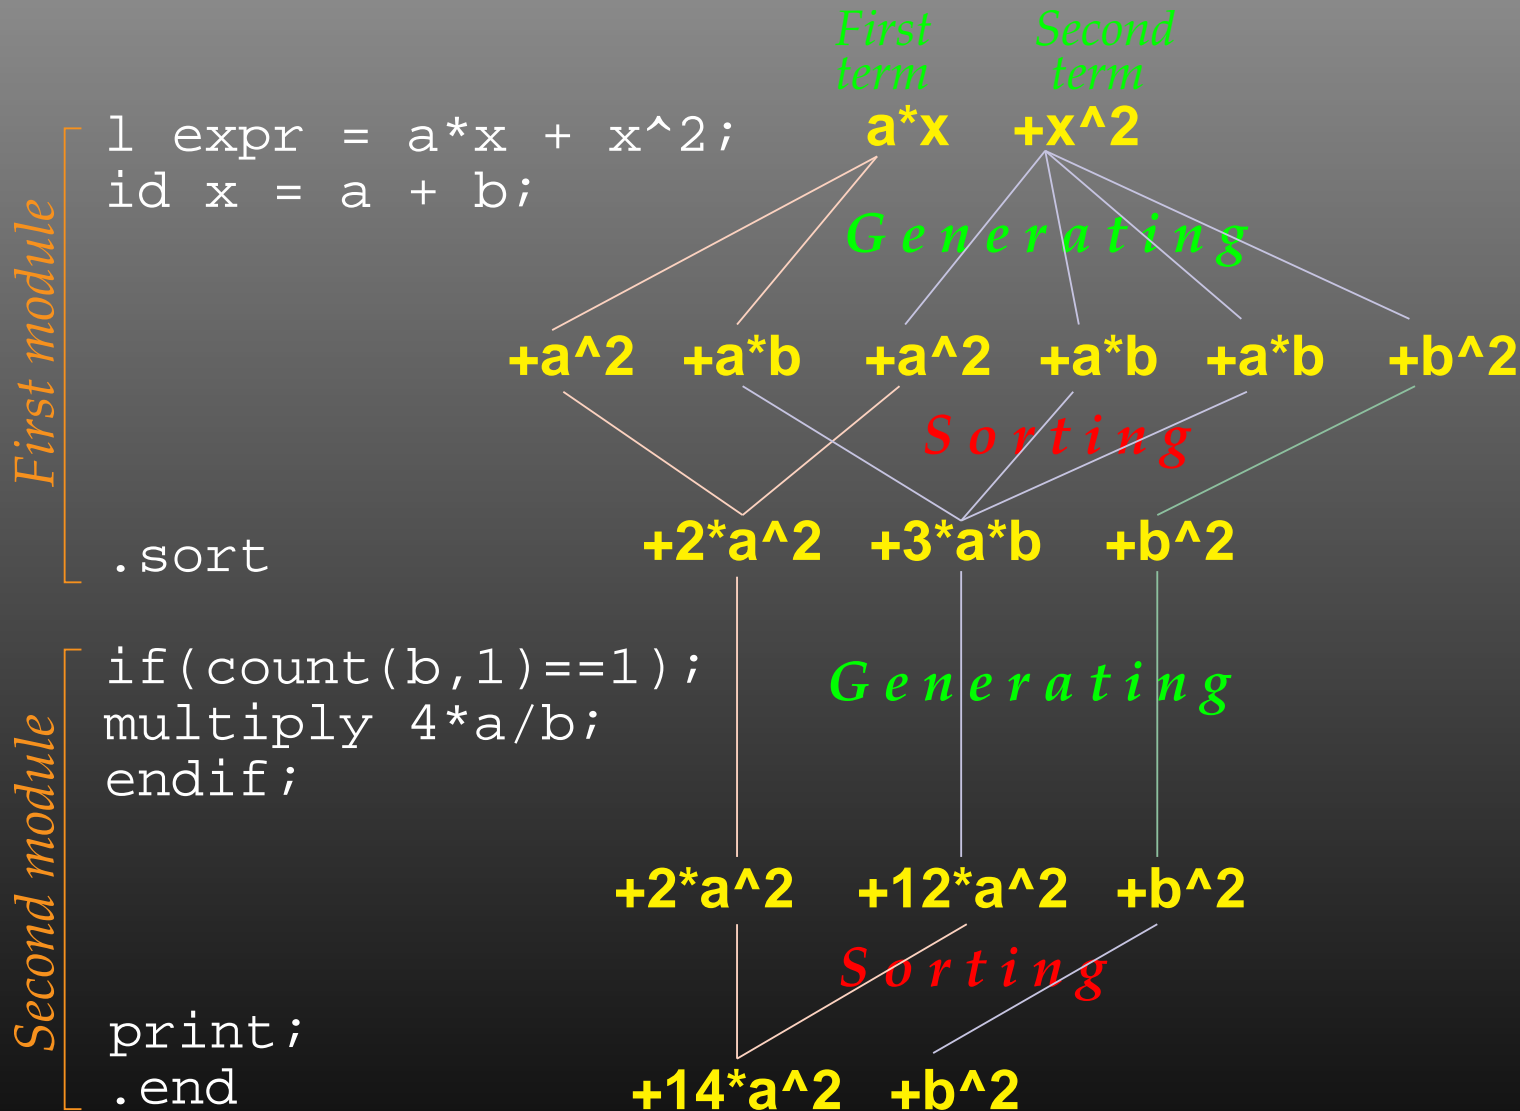 First
term
Second
term
l expr = a*x + x^2;
a*x +x^2
id x = a + b;
Generating
First module
+a^2 +a*b +a^2 +a*b +a*b +b^2
Sorting
.sort
+2*a^2 +3*a*b +b^2
if(count(b,1)==1);
Generating
multiply 4*a/b;
endif;
Second module
+2*a^2 +12*a^2 +b^2
Sorting
print;
.end
+14*a^2 +b^2